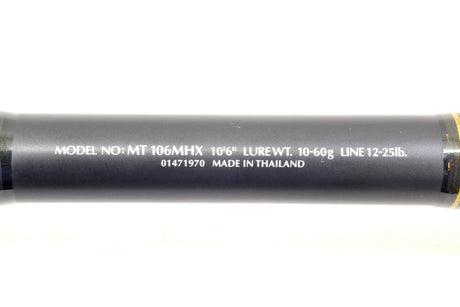 MODEL NO: MT 106MHX 10'6" LURE WT. 10-60g LINE 12-25lb.
01471970 MADE IN THAILAND